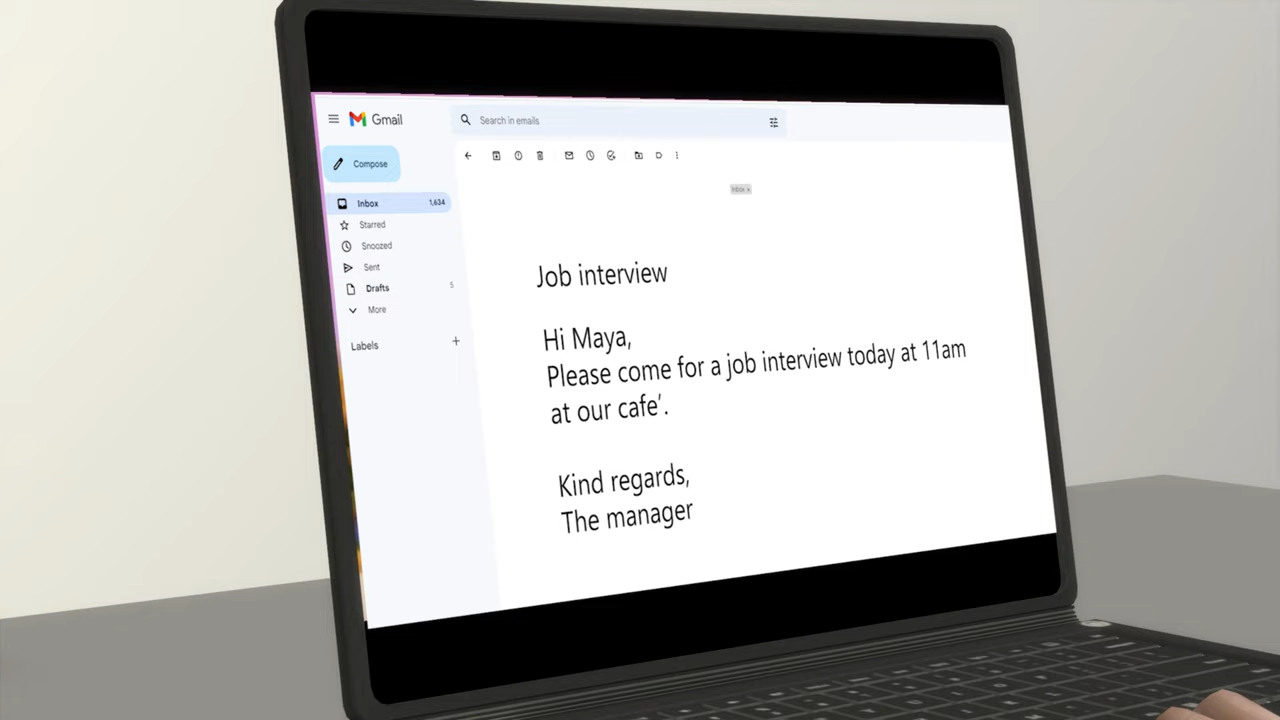 Gmail
Search in emails
Compose
Inbox 1,634
Starred
Snoozed
Sent
Drafts 5
More
Labels +
Inbox x
Job interview
Hi Maya,
Please come for a job interview today at 11am
at our cafe'.
Kind regards,
The manager